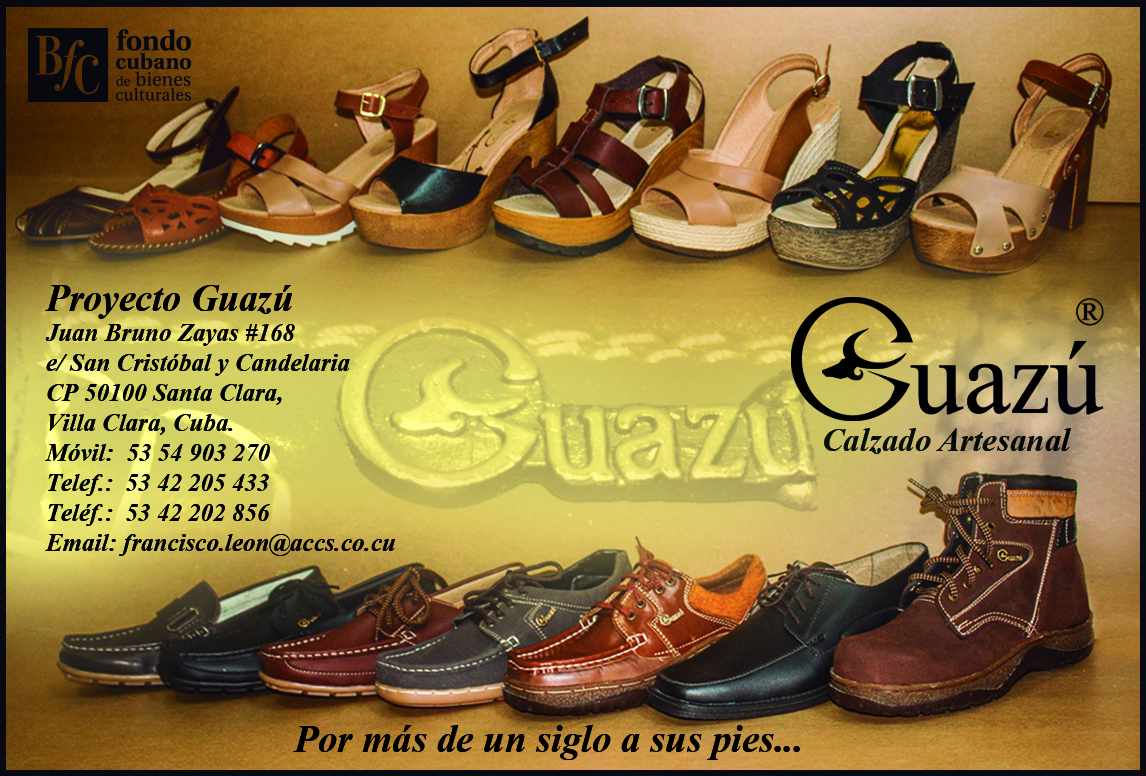 BfC
fondo
cubano
de bienes
culturales
Proyecto Guazú
Juan Bruno Zayas #168
e/ San Cristóbal y Candelaria
CP 50100 Santa Clara,
Villa Clara, Cuba.
Móvil:  53 54 903 270
Telef.:  53 42 205 433
Teléf.:  53 42 202 856
Email: francisco.leon@accs.co.cu
Guazú
Guazú ®
Calzado Artesanal
Guazú
Guazú
Por más de un siglo a sus pies...